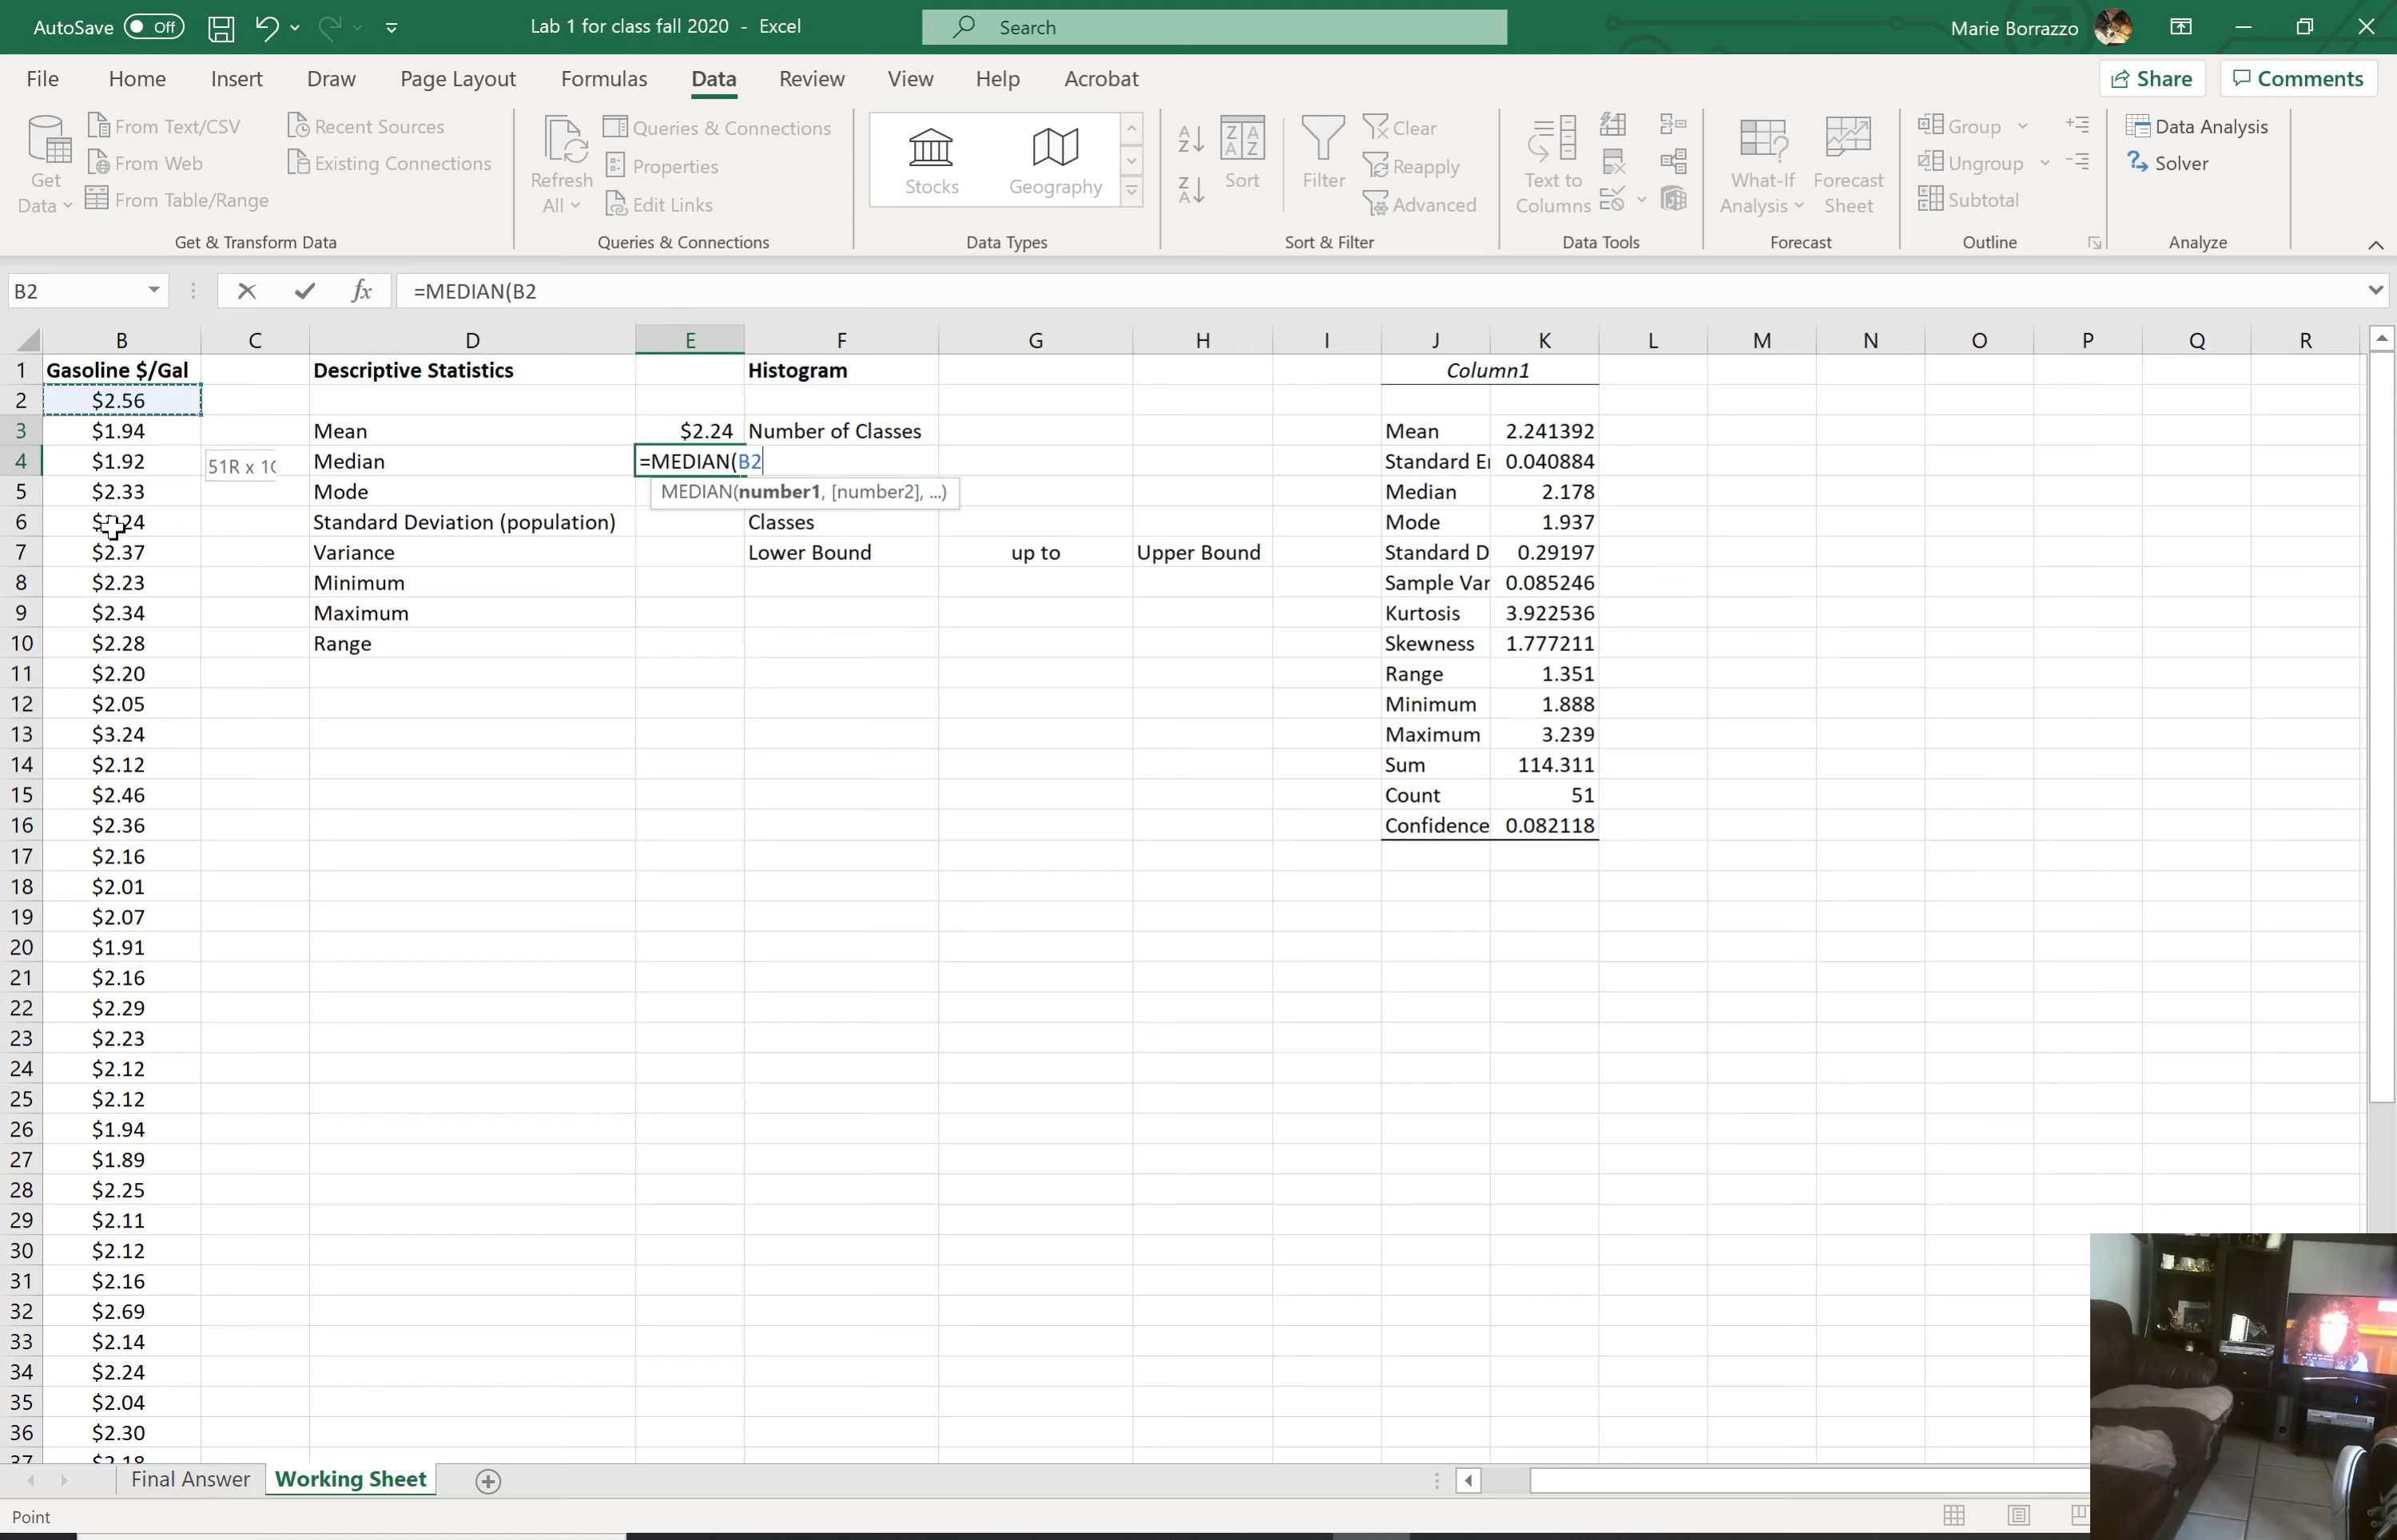 AutoSave Off Lab 1 for class fall 2020 - Excel Search Marie Borrazzo
File Home Insert Draw Page Layout Formulas Data Review View Help Acrobat Share Comments
Get Data
From Text/CSV
From Web
From Table/Range
Recent Sources
Existing Connections
Get & Transform Data
Refresh All
Queries & Connections
Properties
Edit Links
Queries & Connections
Stocks Geography
Data Types
Sort
Filter
Clear
Reapply
Advanced
Sort & Filter
Text to Columns
Data Tools
What-If Analysis
Forecast Sheet
Forecast
Group
Ungroup
Subtotal
Outline
Data Analysis
Solver
Analyze
B2 fx =MEDIAN(B2
B C D E F G H I J K L M N O P Q R
1 Gasoline $/Gal Descriptive Statistics Histogram Column1
2 $2.56
3 $1.94 Mean $2.24 Number of Classes Mean 2.241392
4 $1.92 51R x 1 Median =MEDIAN(B2 Standard E 0.040884
5 $2.33 Mode MEDIAN(number1, [number2], ...) Median 2.178
6 24 Standard Deviation (population) Classes Mode 1.937
7 $2.37 Variance Lower Bound up to Upper Bound Standard D 0.29197
8 $2.23 Minimum Sample Var 0.085246
9 $2.34 Maximum Kurtosis 3.922536
10 $2.28 Range Skewness 1.777211
11 $2.20 Range 1.351
12 $2.05 Minimum 1.888
13 $3.24 Maximum 3.239
14 $2.12 Sum 114.311
15 $2.46 Count 51
16 $2.36 Confidence 0.082118
17 $2.16
18 $2.01
19 $2.07
20 $1.91
21 $2.16
22 $2.29
23 $2.23
24 $2.12
25 $2.12
26 $1.94
27 $1.89
28 $2.25
29 $2.11
30 $2.12
31 $2.16
32 $2.69
33 $2.14
34 $2.24
35 $2.04
36 $2.30
37 $2.18
Final Answer Working Sheet
Point